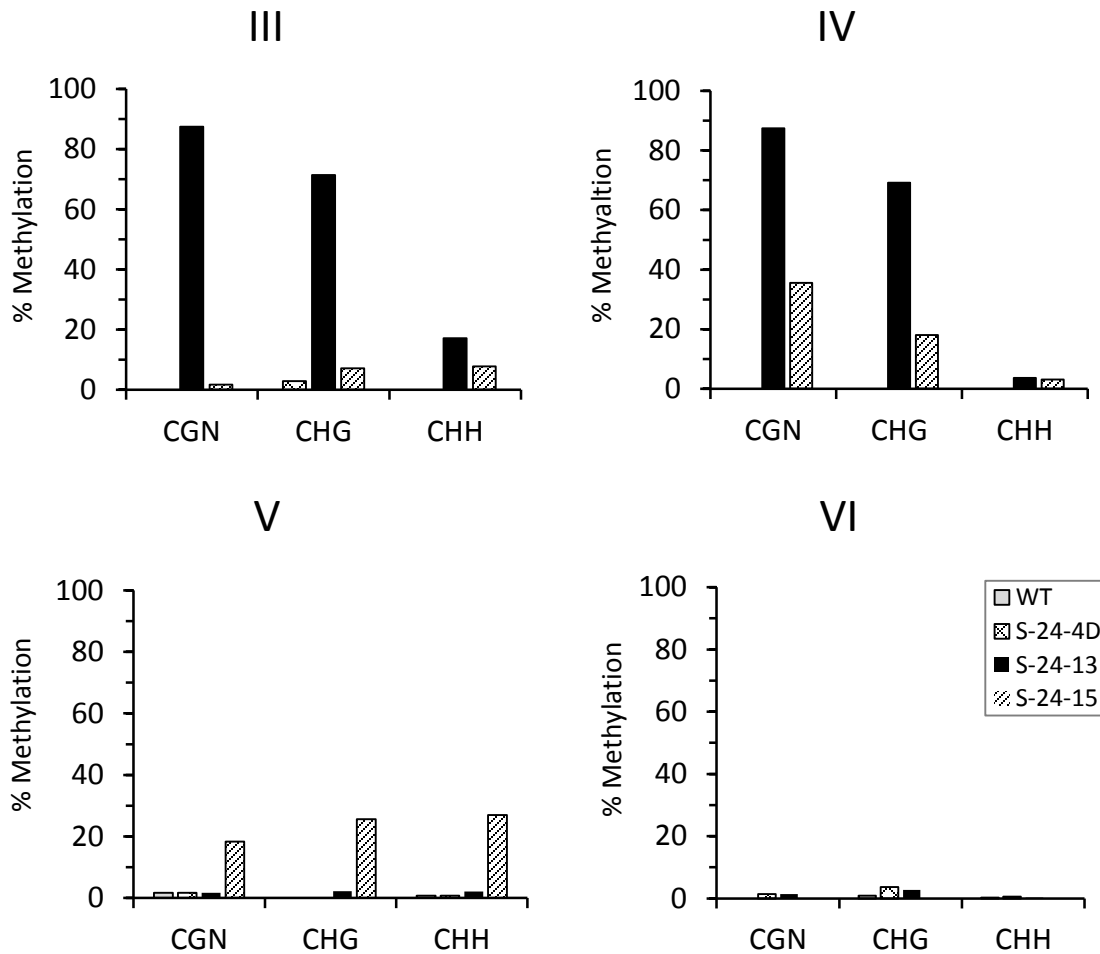 III
100
80
60
40
20
0
% Methylation
CGN CHG CHH
IV
100
80
60
40
20
0
% Methyaltion
CGN CHG CHH
V
100
80
60
40
20
0
% Methylation
CGN CHG CHH
VI
100
80
60
40
20
0
% Methylation
CGN CHG CHH
WT
S-24-4D
S-24-13
S-24-15